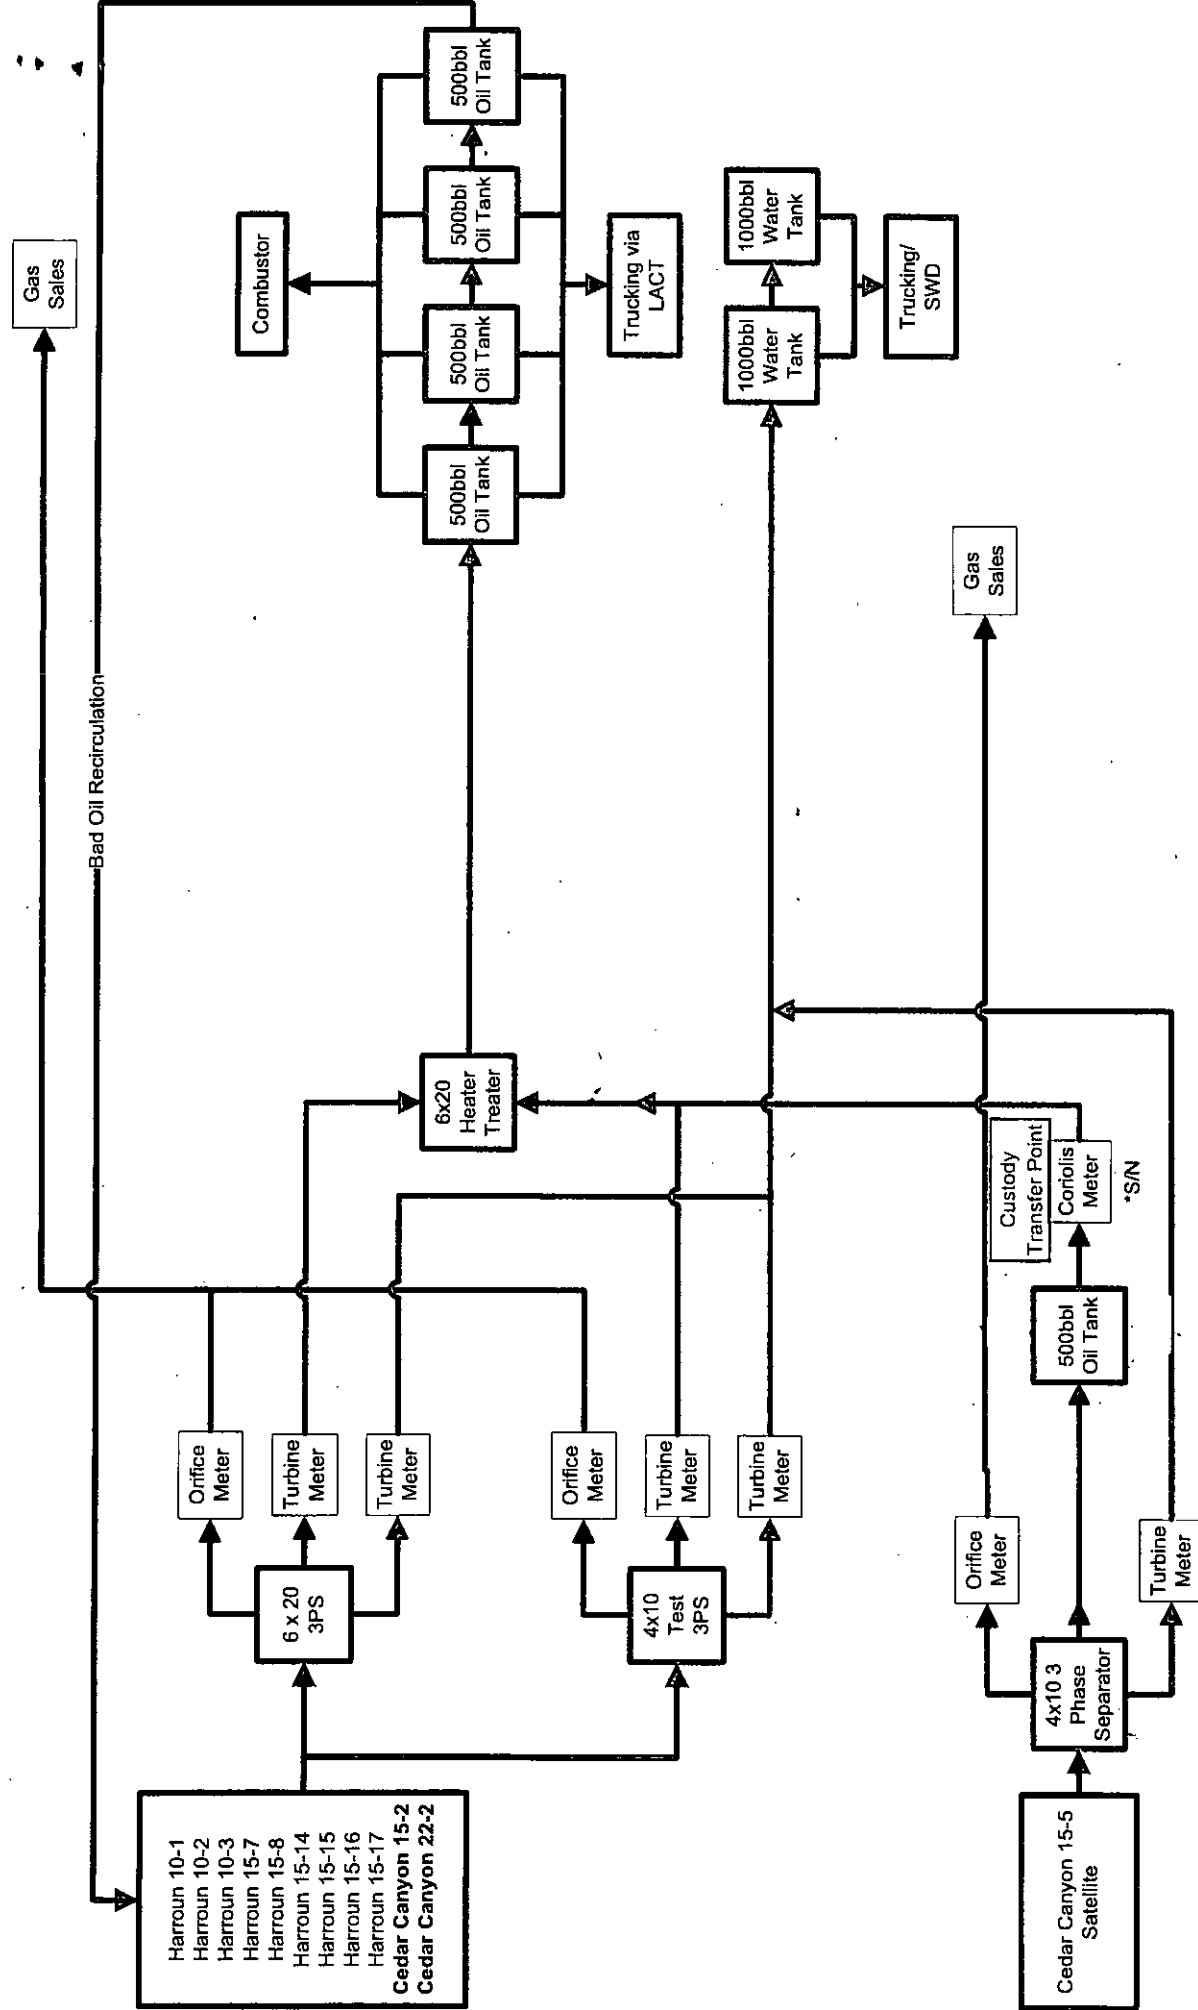 Harroun 10-1
Harroun 10-2
Harroun 10-3
Harroun 15-7
Harroun 15-8
Harroun 15-14
Harroun 15-15
Harroun 15-16
Harroun 15-17
Cedar Canyon 15-2
Cedar Canyon 22-2
Bad Oil Recirculation
Gas
Sales
6 x 20
3PS
Orifice
Meter
Turbine
Meter
Turbine
Meter
4x10
Test
3PS
Orifice
Meter
Turbine
Meter
Turbine
Meter
6x20
Heater
Treater
Combustor
500bbl
Oil Tank
500bbl
Oil Tank
500bbl
Oil Tank
500bbl
Oil Tank
Trucking via
LACT
1000bbl
Water
Tank
1000bbl
Water
Tank
Trucking/
SWD
Cedar Canyon 15-5
Satellite
4x10 3
Phase
Separator
Orifice
Meter
Turbine
Meter
500bbl
Oil Tank
Custody
Transfer Point
Coriolis
Meter
*S/N
Gas
Sales